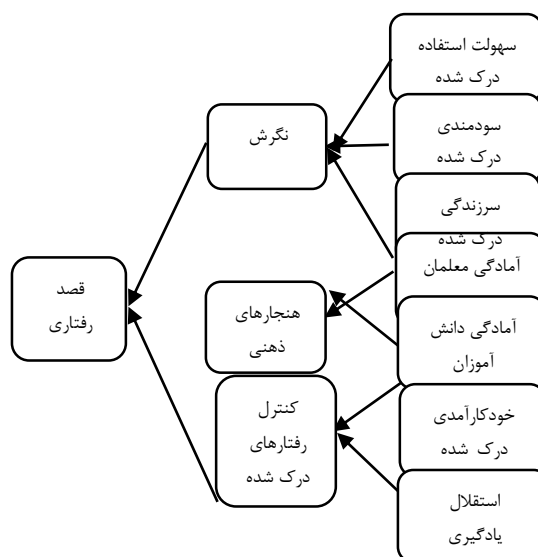 سهولت استفاده
درک شده
سودمندی
درک شده
سرزندگی
درک شده
آمادگی معلمان
آمادگی دانش
آموزان
خودکارآمدی
درک شده
استقلال
یادگیری
نگرش
هنجارهای
ذهنی
کنترل
رفتارهای
درک شده
قصد
رفتاری